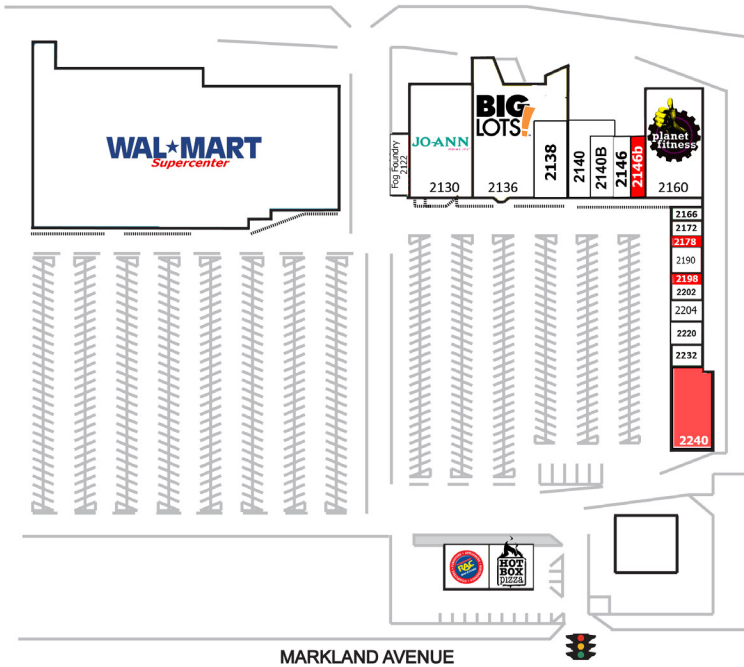 WAL★MART
Supercenter
Fog Foundry
2122
JO-ANN
2130
BIG
LOTS!
2136
2138
2140
2140B
2146
2146b
planet
fitness
2160
2166
2172
2178
2190
2198
2202
2204
2220
2232
2240
RAC
HOT
BOX
pizza
MARKLAND AVENUE